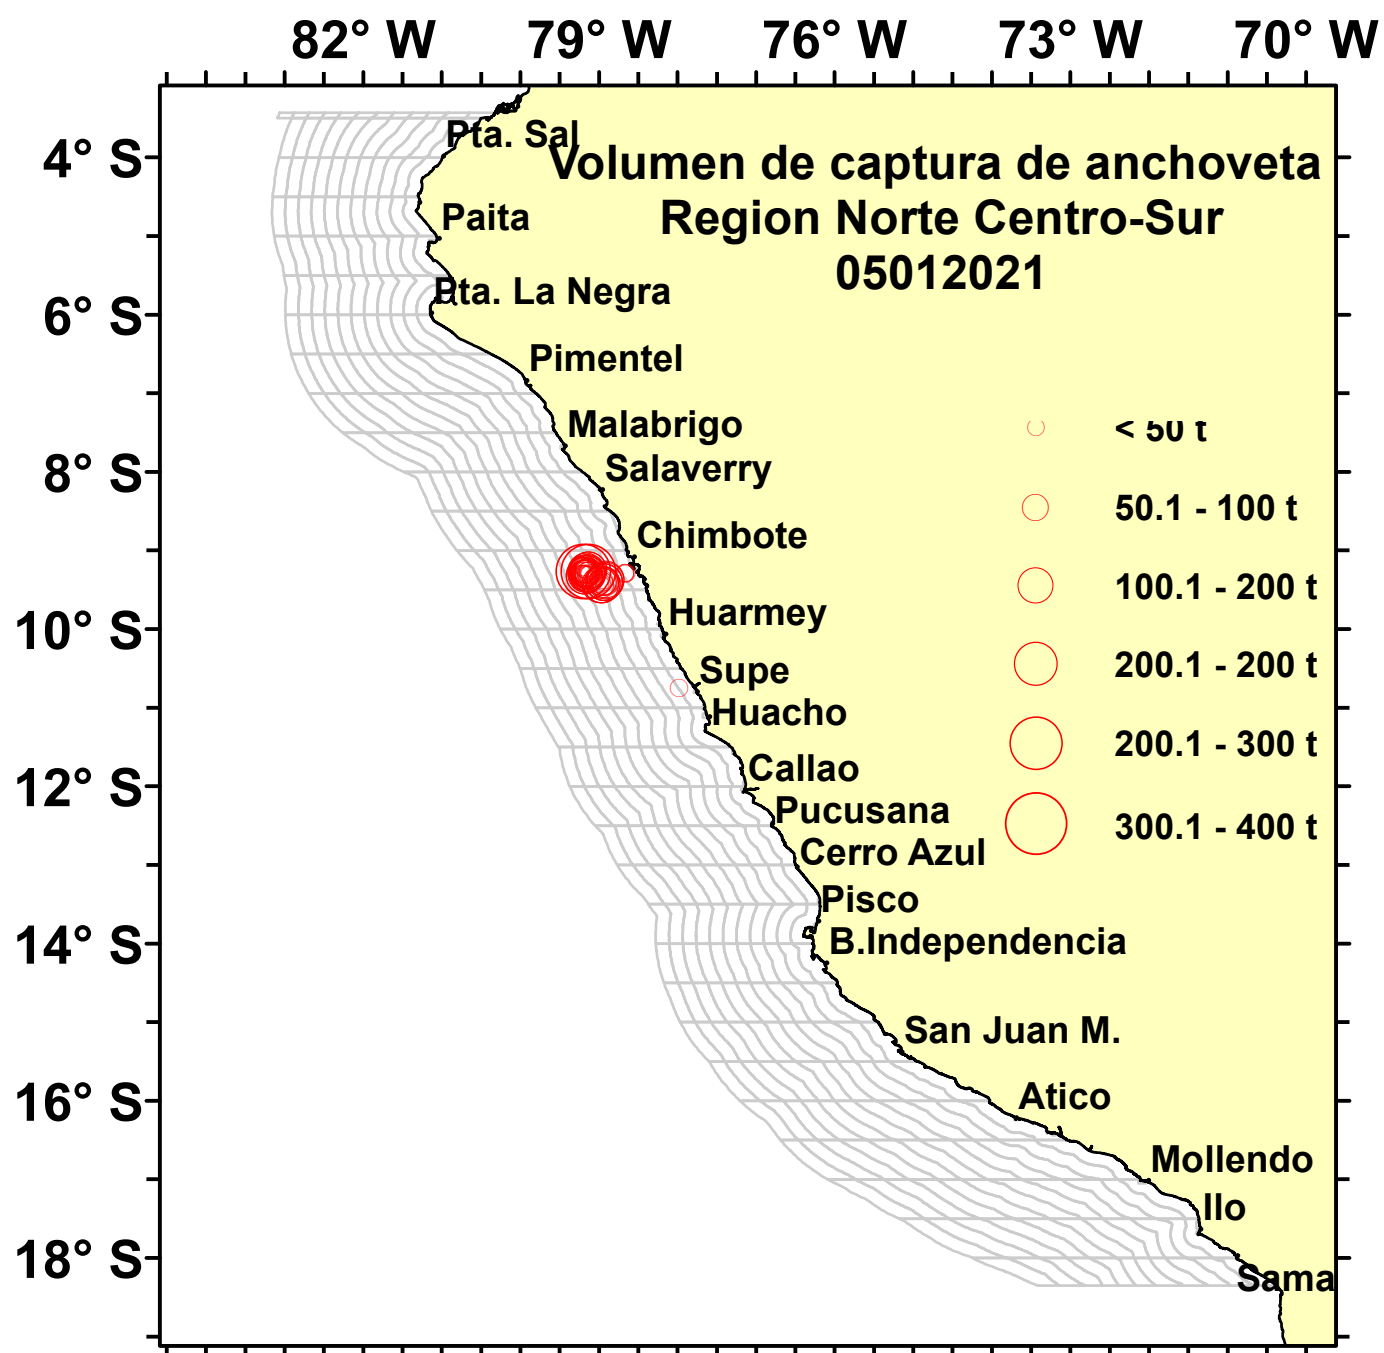 82° W 79° W 76° W 73° W 70° W
4° S
6° S
8° S
10° S
12° S
14° S
16° S
18° S
Volumen de captura de anchoveta
Region Norte Centro-Sur
05012021
Pta. Sal
Paita
Pta. La Negra
Pimentel
Malabrigo
Salaverry
Chimbote
Huarmey
Supe
Huacho
Callao
Pucusana
Cerro Azul
Pisco
B.Independencia
San Juan M.
Atico
Mollendo
Ilo
Sama
< 50 t
50.1 - 100 t
100.1 - 200 t
200.1 - 200 t
200.1 - 300 t
300.1 - 400 t